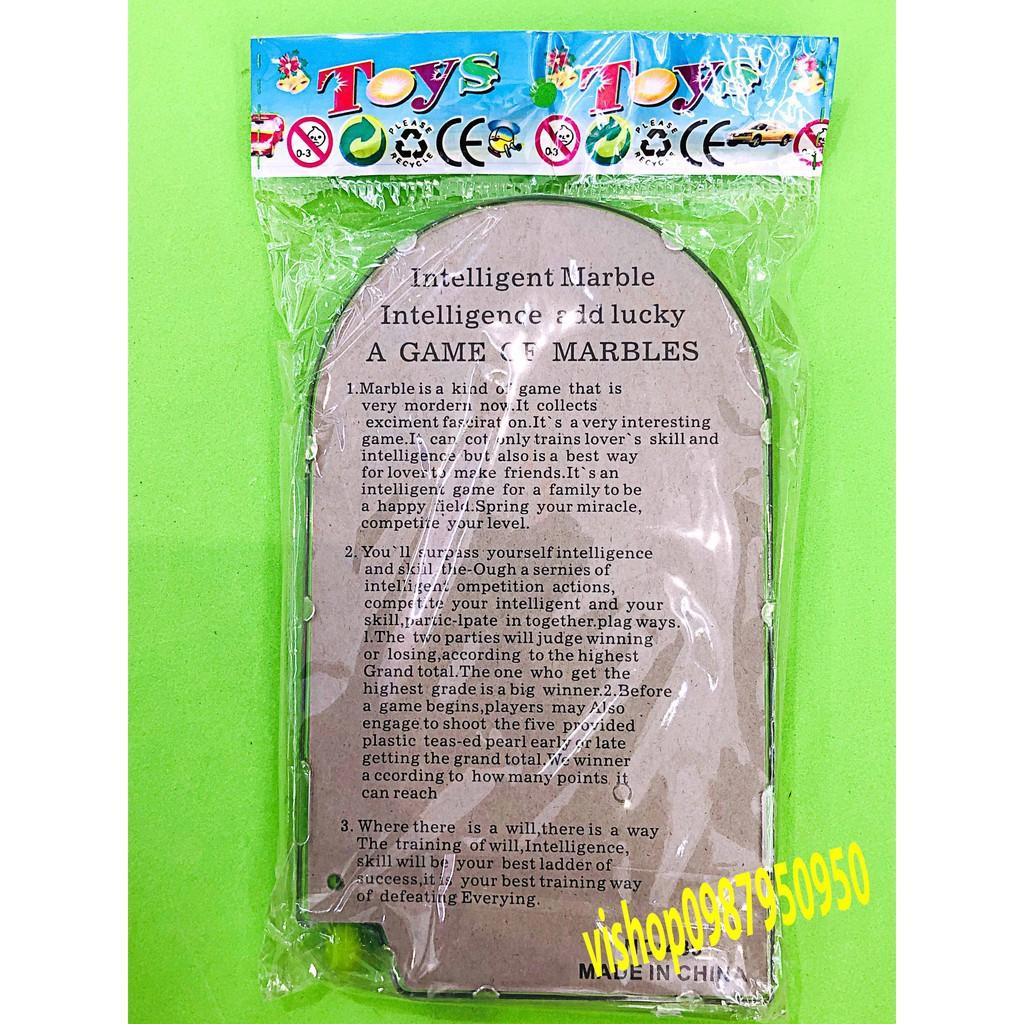 Toys Toys
0-3 PLEASE RECYCLE CE 0-3 PLEASE RECYCLE CE
Intelligent Marble
Intelligence add lucky
A GAME OF MARBLES
1.Marble is a kind of game that is
very mordern now.It collects
exciment fasciration.It`s a very interesting
game.It can cot only trains lover`s skill and
intelligence but also is a best way
for lover to make friends.It`s an
intelligent game for a family to be
a happy field.Spring your miracle,
competite your level.
2. You`ll surpass yourself intelligence
and skill the-Ough a sernies of
intelligent ompetition actions,
competite your intelligent and your
skill,partic-lpate in together.plag ways.
1.The two parties will judge winning
or losing,according to the highest
Grand total.The one who get the
highest grade is a big winner.2.Before
a game begins,players may Also
engage to shoot the five provided
plastic teas-ed pearl early or late
getting the grand total.We winner
a ccording to how many points it
can reach
3. Where there is a will,there is a way
The training of will,Intelligence,
skill will be your best ladder of
success,it is your best training way
of defeating Everying.
vishop0987950950
MADE IN CHINA